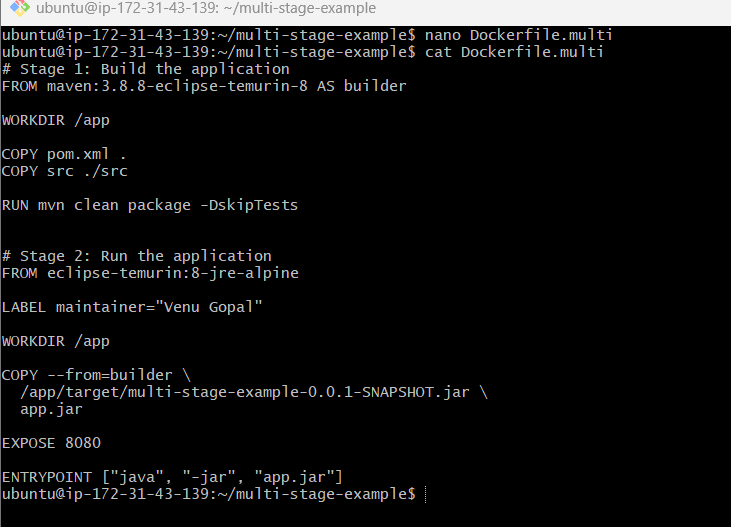 ubuntu@ip-172-31-43-139: ~/multi-stage-example
ubuntu@ip-172-31-43-139:~/multi-stage-example$ nano Dockerfile.multi
ubuntu@ip-172-31-43-139:~/multi-stage-example$ cat Dockerfile.multi
# Stage 1: Build the application
FROM maven:3.8.8-eclipse-temurin-8 AS builder

WORKDIR /app

COPY pom.xml .
COPY src ./src

RUN mvn clean package -DskipTests


# Stage 2: Run the application
FROM eclipse-temurin:8-jre-alpine

LABEL maintainer="Venu Gopal"

WORKDIR /app

COPY --from=builder \
  /app/target/multi-stage-example-0.0.1-SNAPSHOT.jar \
  app.jar

EXPOSE 8080

ENTRYPOINT ["java", "-jar", "app.jar"]
ubuntu@ip-172-31-43-139:~/multi-stage-example$